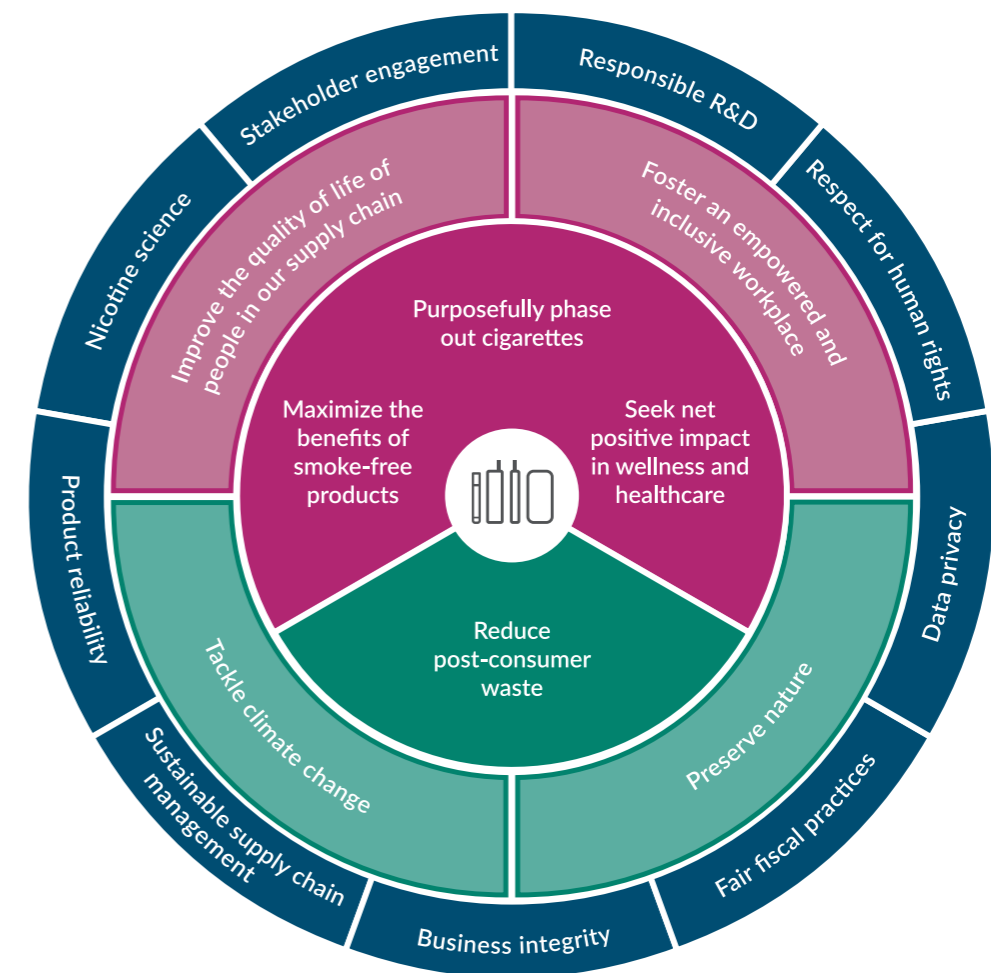 Stakeholder engagement
Responsible R&D
Respect for human rights
Data privacy
Fair fiscal practices
Business integrity
Sustainable supply chain
management
Product reliability
Nicotine science
Improve the quality of life of
people in our supply chain
Foster an empowered and
inclusive workplace
Preserve nature
Tackle climate change
Purposefully phase
out cigarettes
Maximize the
benefits of
smoke-free
products
Seek net
positive impact
in wellness and
healthcare
Reduce
post-consumer
waste